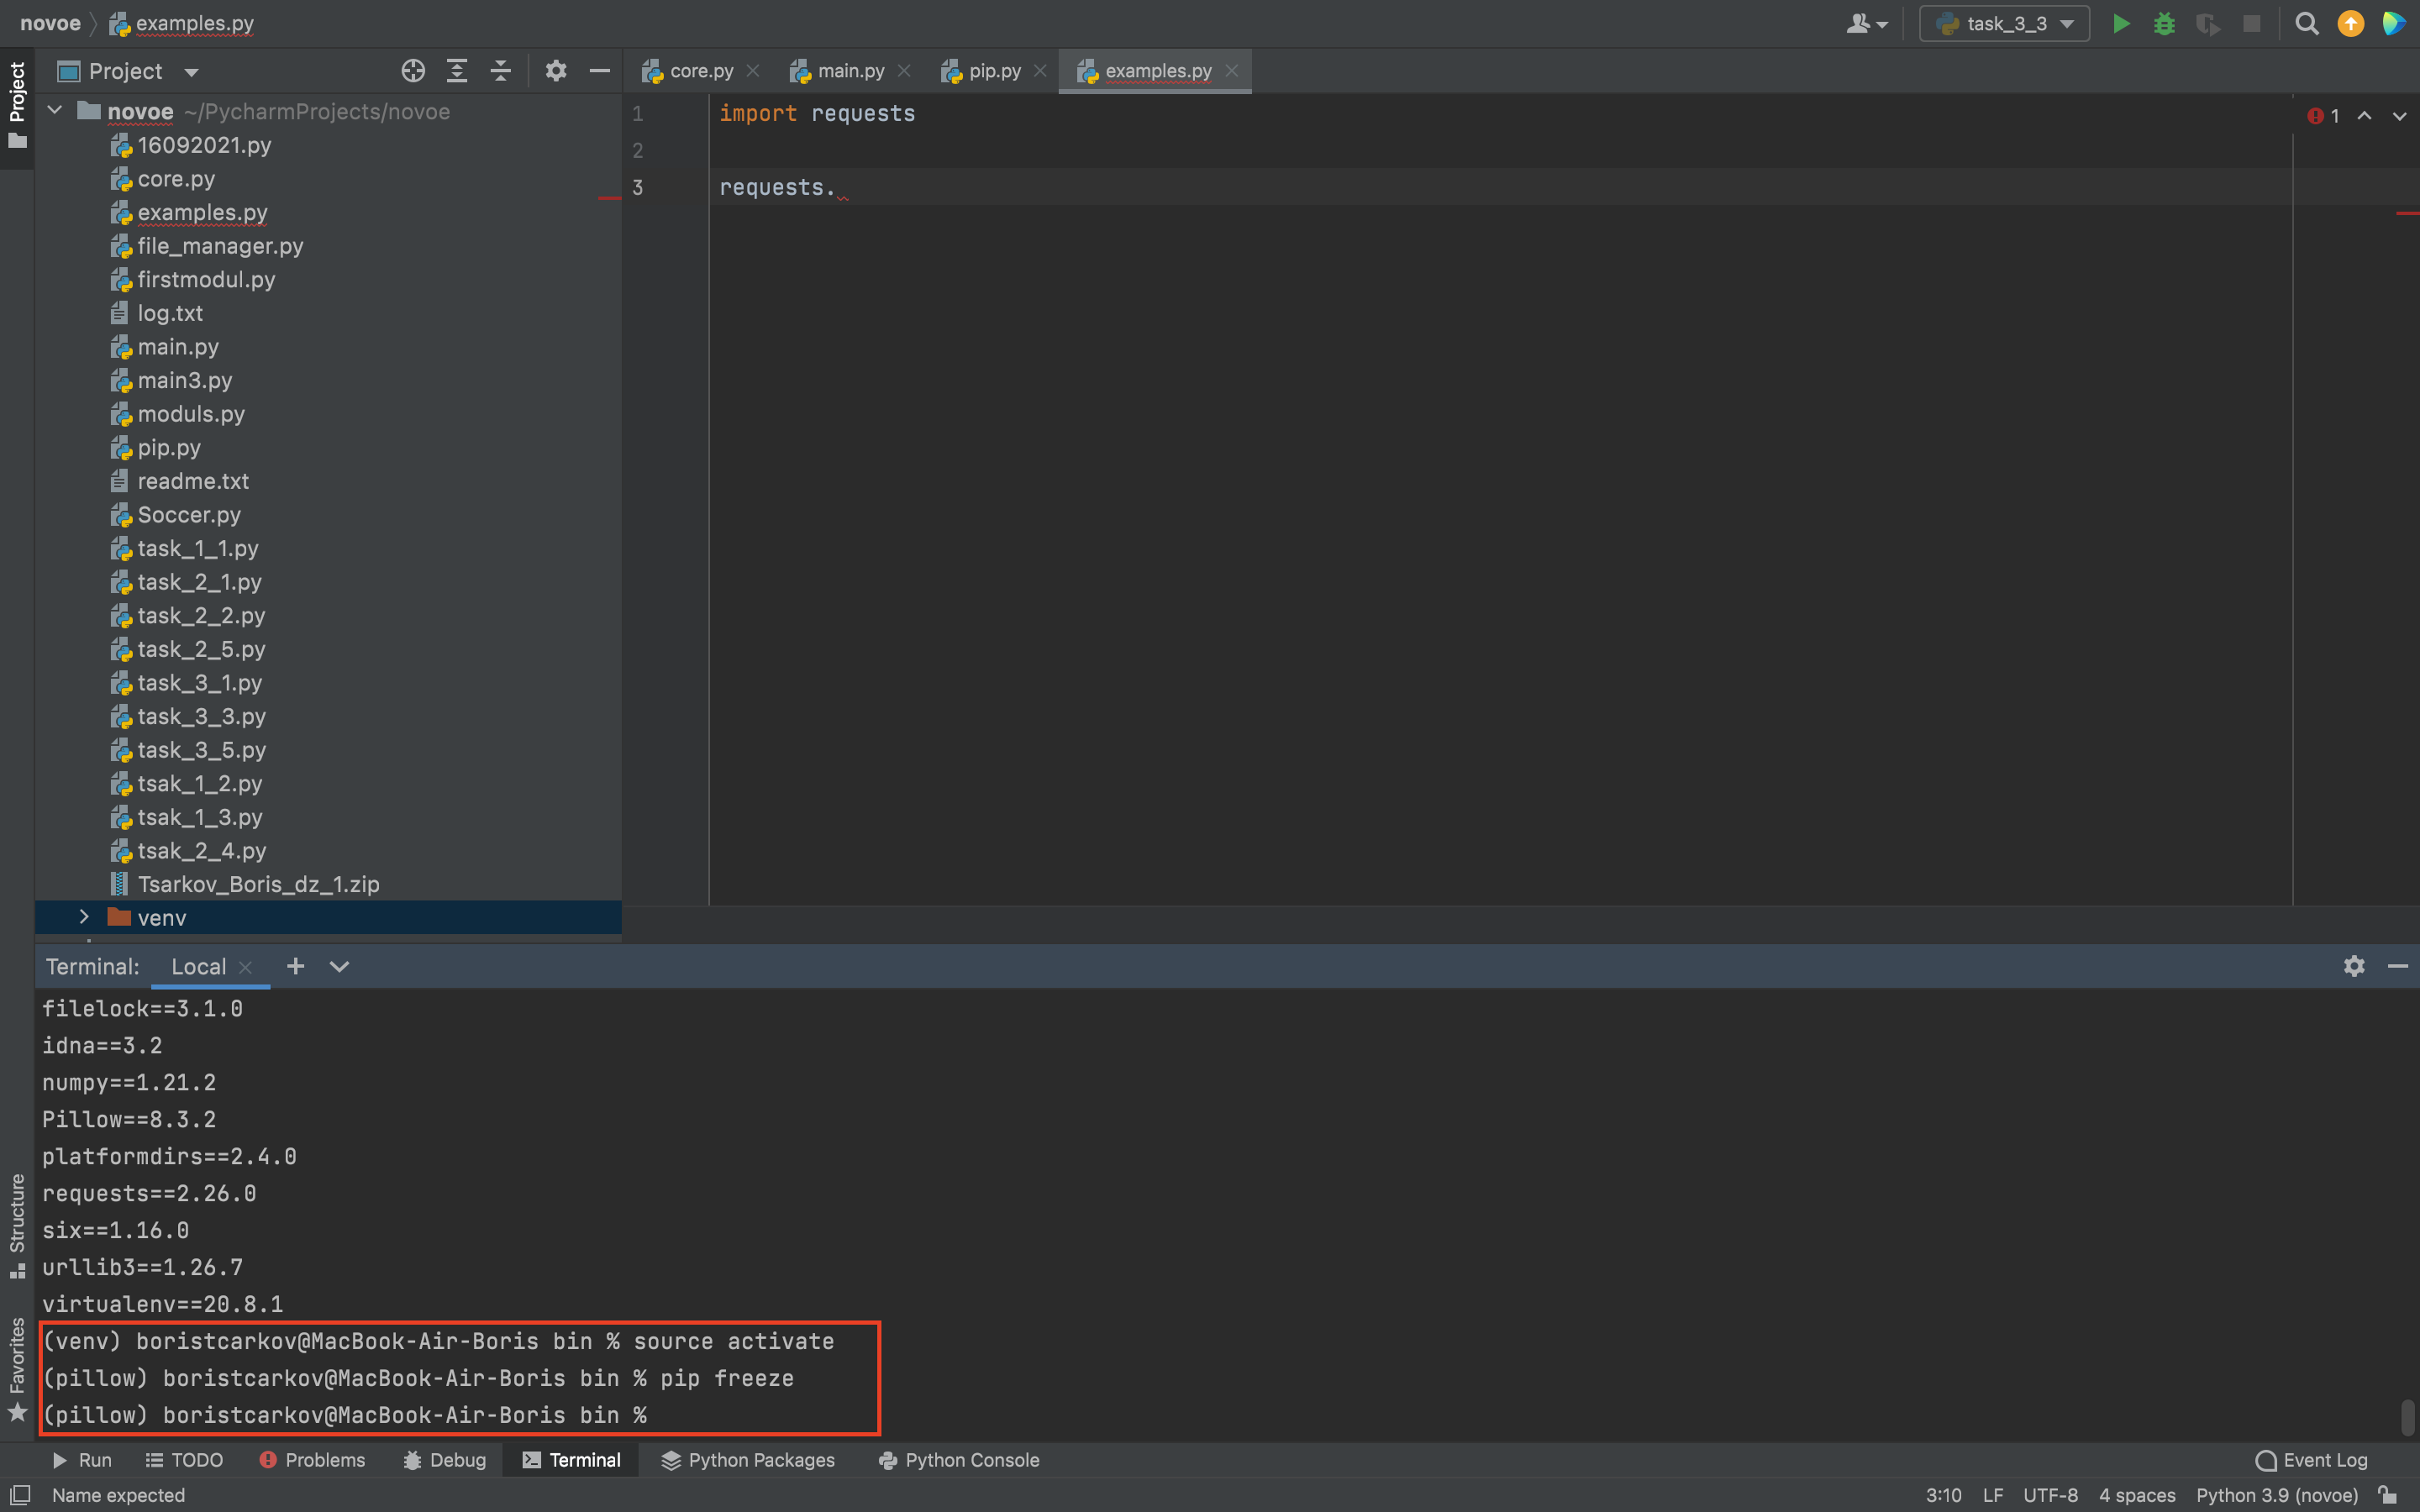 novoe examples.py task_3_3
Project
Project core.py main.py pip.py examples.py
novoe ~/PycharmProjects/novoe
16092021.py
core.py
examples.py
file_manager.py
firstmodul.py
log.txt
main.py
main3.py
moduls.py
pip.py
readme.txt
Soccer.py
task_1_1.py
task_2_1.py
task_2_2.py
task_2_5.py
task_3_1.py
task_3_3.py
task_3_5.py
tsak_1_2.py
tsak_1_3.py
tsak_2_4.py
Tsarkov_Boris_dz_1.zip
venv
1 import requests
2
3 requests.
1
Terminal: Local
filelock==3.1.0
idna==3.2
numpy==1.21.2
Pillow==8.3.2
platformdirs==2.4.0
requests==2.26.0
six==1.16.0
urllib3==1.26.7
virtualenv==20.8.1
(venv) boristcarkov@MacBook-Air-Boris bin % source activate
(pillow) boristcarkov@MacBook-Air-Boris bin % pip freeze
(pillow) boristcarkov@MacBook-Air-Boris bin %
Structure
Favorites
Run TODO Problems Debug Terminal Python Packages Python Console Event Log
Name expected 3:10 LF UTF-8 4 spaces Python 3.9 (novoe)